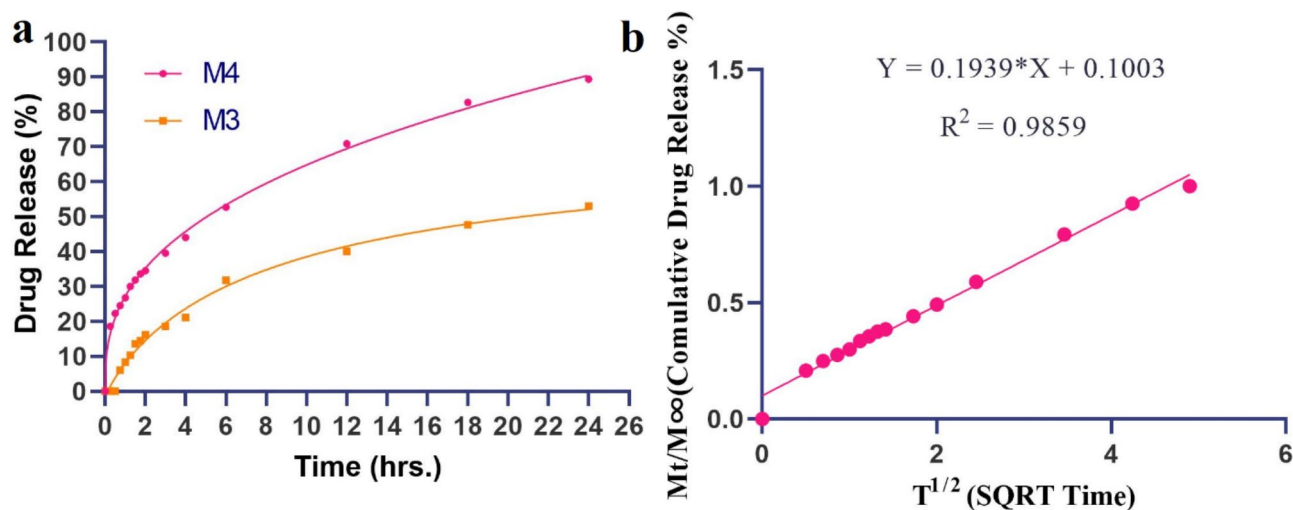 a
100
90
80
70
60
50
40
30
20
10
0
Drug Release (%)
M4
M3
0 2 4 6 8 10 12 14 16 18 20 22 24 26
Time (hrs.)
b
Mt/M∞(Comulative Drug Release %)
Y = 0.1939*X + 0.1003
R² = 0.9859
1.5
1.0
0.5
0.0
0 2 4 6
T^1/2 (SQRT Time)